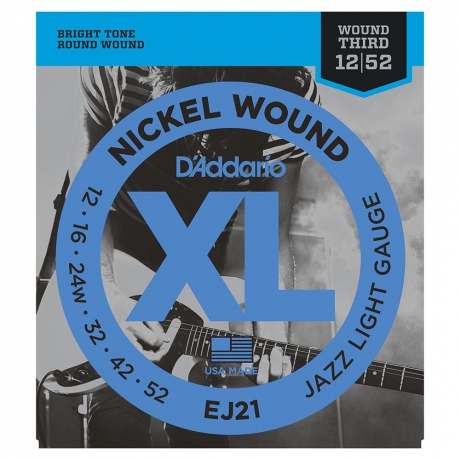 BRIGHT TONE
ROUND WOUND
WOUND
THIRD
12|52
NICKEL WOUND
D'Addario
XL
12 • 16 • 24W • 32 • 42 • 52
JAZZ LIGHT GAUGE
USA MADE
EJ21